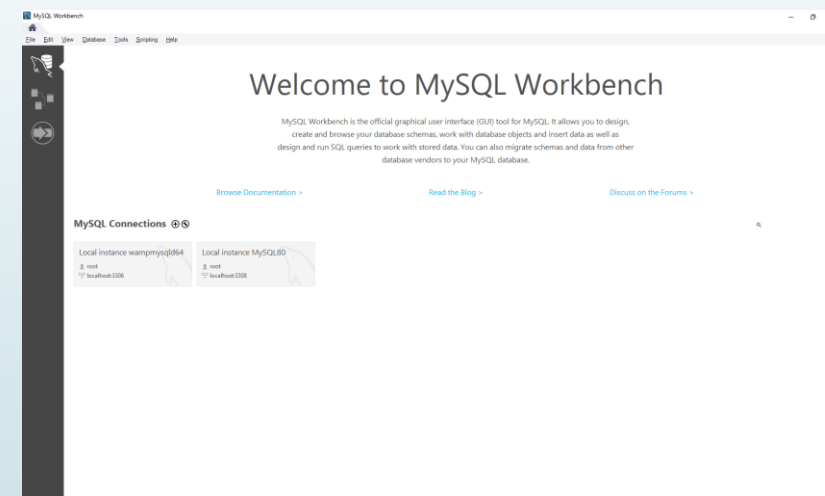 MySQL Workbench
File Edit View Database Tools Scripting Help
Welcome to MySQL Workbench
MySQL Workbench is the official graphical user interface (GUI) tool for MySQL. It allows you to design,
create and browse your database schemas, work with database objects and insert data as well as
design and run SQL queries to work with stored data. You can also migrate schemas and data from other
database vendors to your MySQL database.
Browse Documentation > Read the Blog > Discuss on the Forums >
MySQL Connections
Local instance wampmysqld64 Local instance MySQL80
root root
localhost:3306 localhost:3308